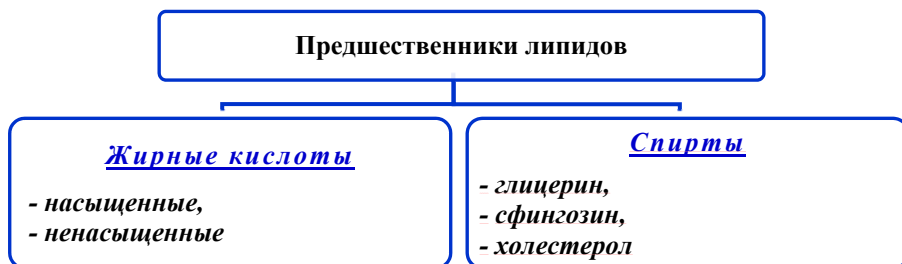 Предшественники липидов
Жирные кислоты
- насыщенные,
- ненасыщенные
Спирты
- глицерин,
- сфингозин,
- холестерол